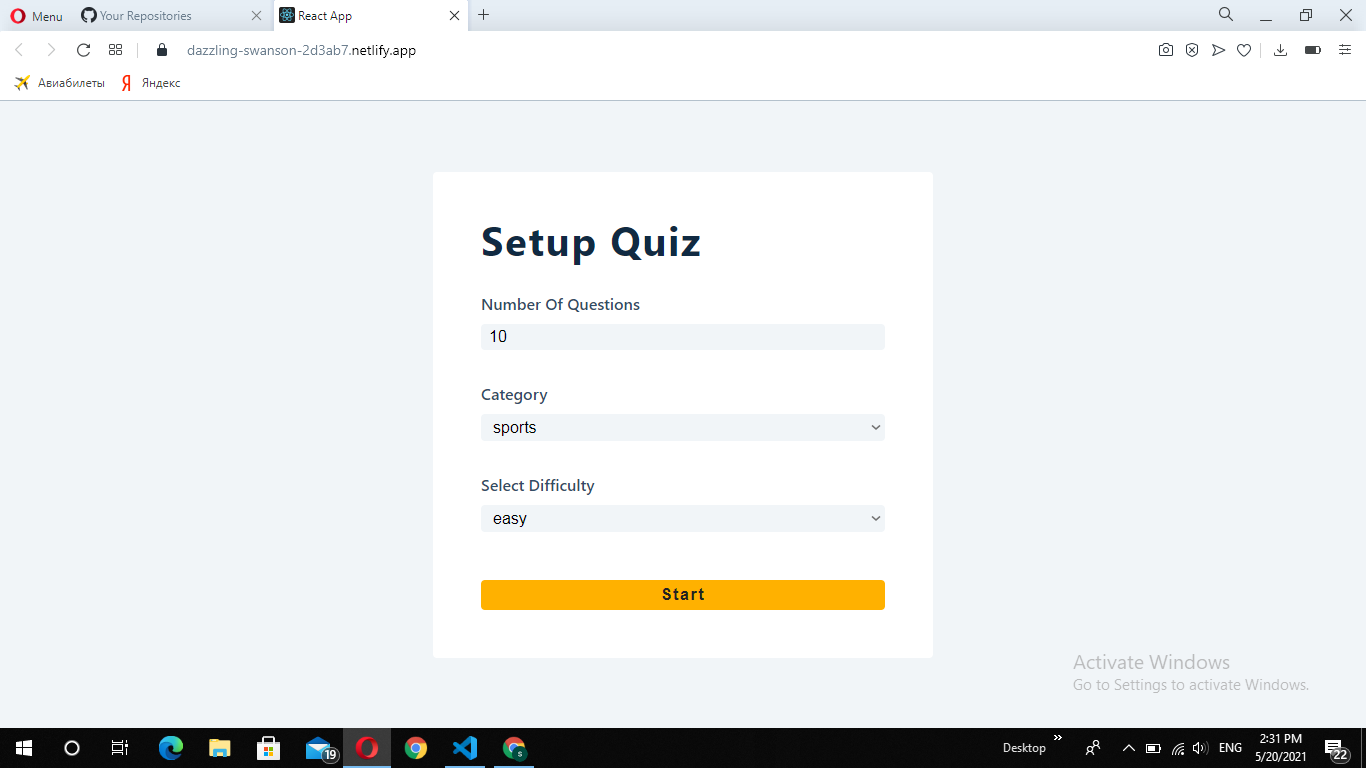 Menu
Your Repositories
React App
dazzling-swanson-2d3ab7.netlify.app
Авиабилеты
Яндекс
Setup Quiz
Number Of Questions
10
Category
sports
Select Difficulty
easy
Start
Activate Windows
Go to Settings to activate Windows.
19
S
Desktop
ENG
2:31 PM
5/20/2021
22